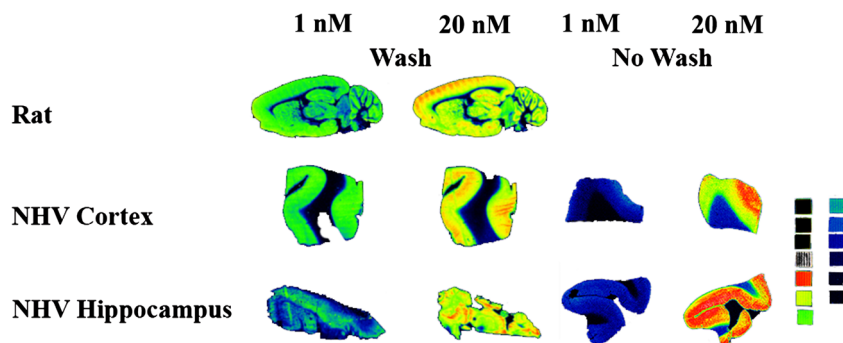 1 nM 20 nM 1 nM 20 nM
Wash No Wash
Rat
NHV Cortex
NHV Hippocampus